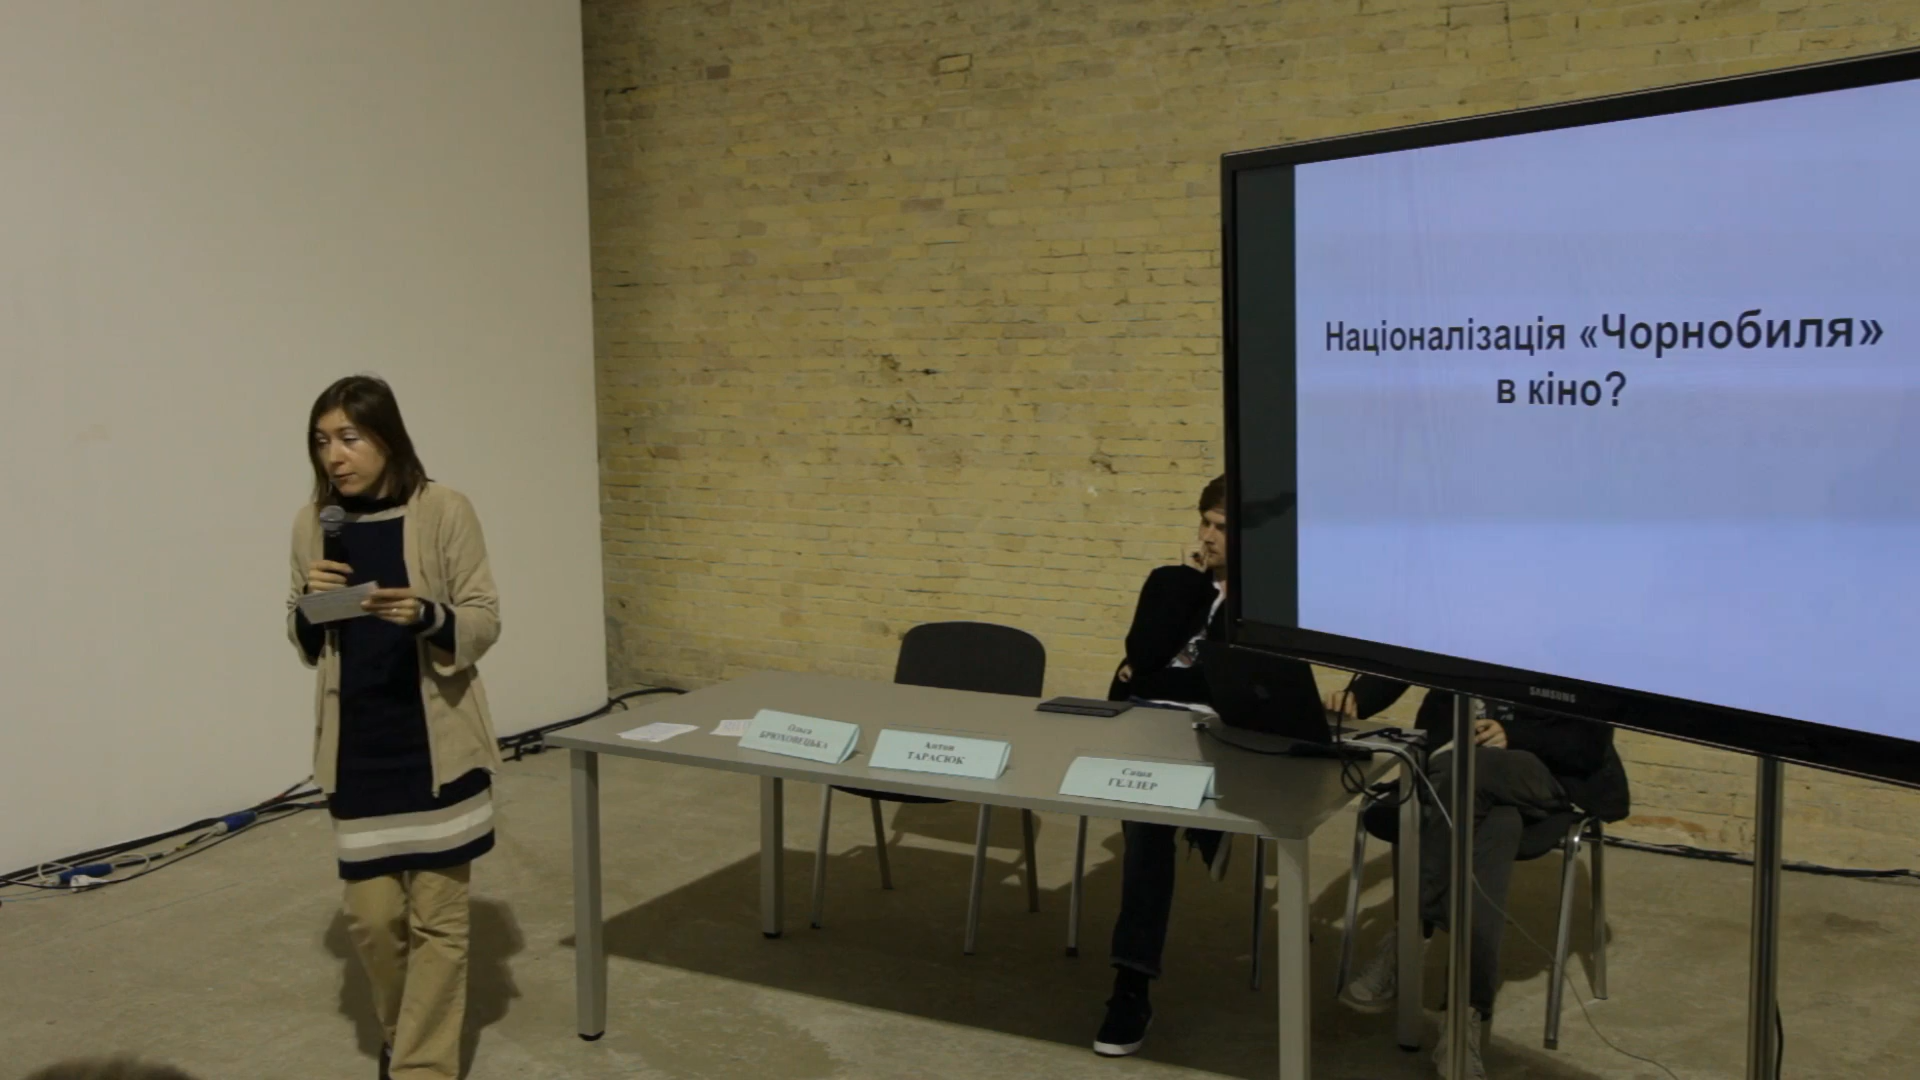 Націоналізація «Чорнобиля»
в кіно?
SAMSUNG
Ольга
БРЮХОВЕЦЬКА
Антон
ТАРАСЮК
Саша
ГЕЛЛЕР